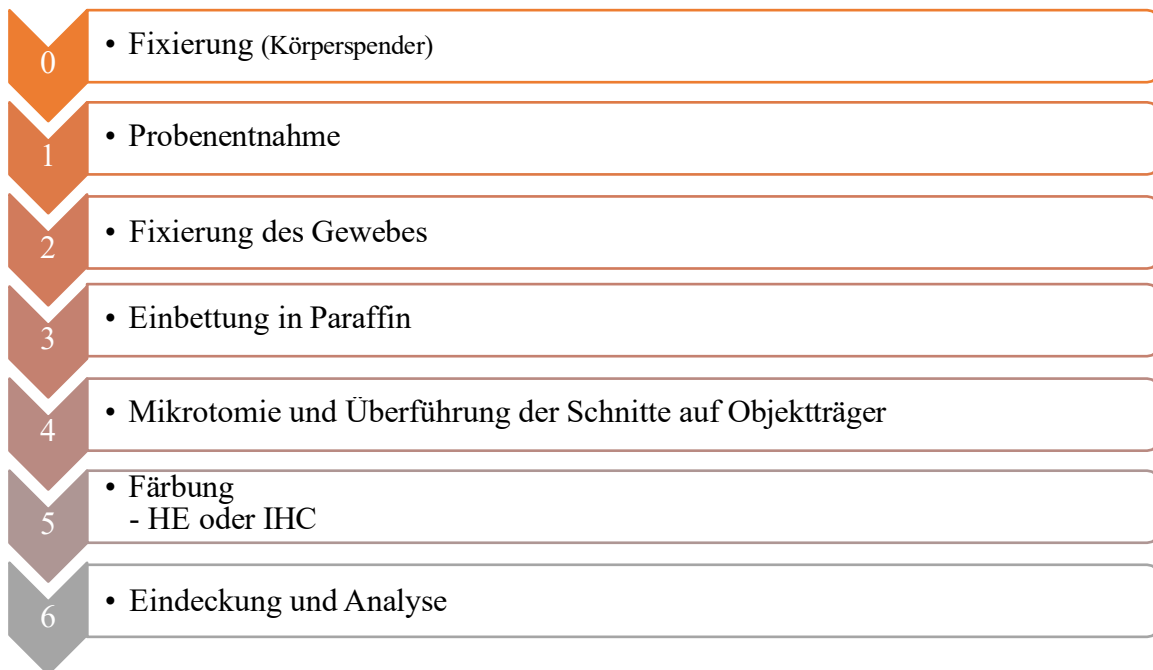 0
• Fixierung (Körperspender)
1
• Probenentnahme
2
• Fixierung des Gewebes
3
• Einbettung in Paraffin
4
• Mikrotomie und Überführung der Schnitte auf Objektträger
5
• Färbung
- HE oder IHC
6
• Eindeckung und Analyse